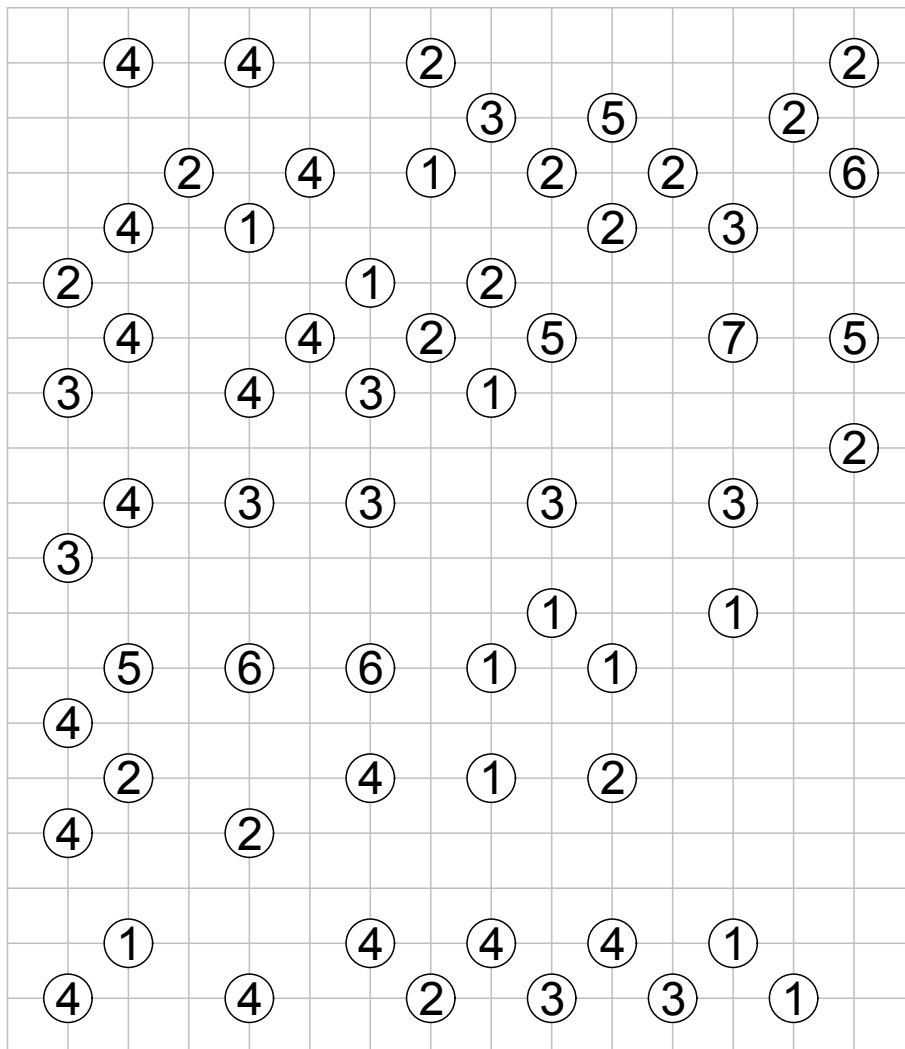 4 4 2 2
3 5 2
2 4 1 2 2 6
4 1 2 3
2 1 2
4 4 2 5 7 5
3 4 3 1
2
4 3 3 3 3
3
1 1
5 6 6 1 1
4
2 4 1 2
4 2
1 4 4 4 1
4 4 2 3 3 1